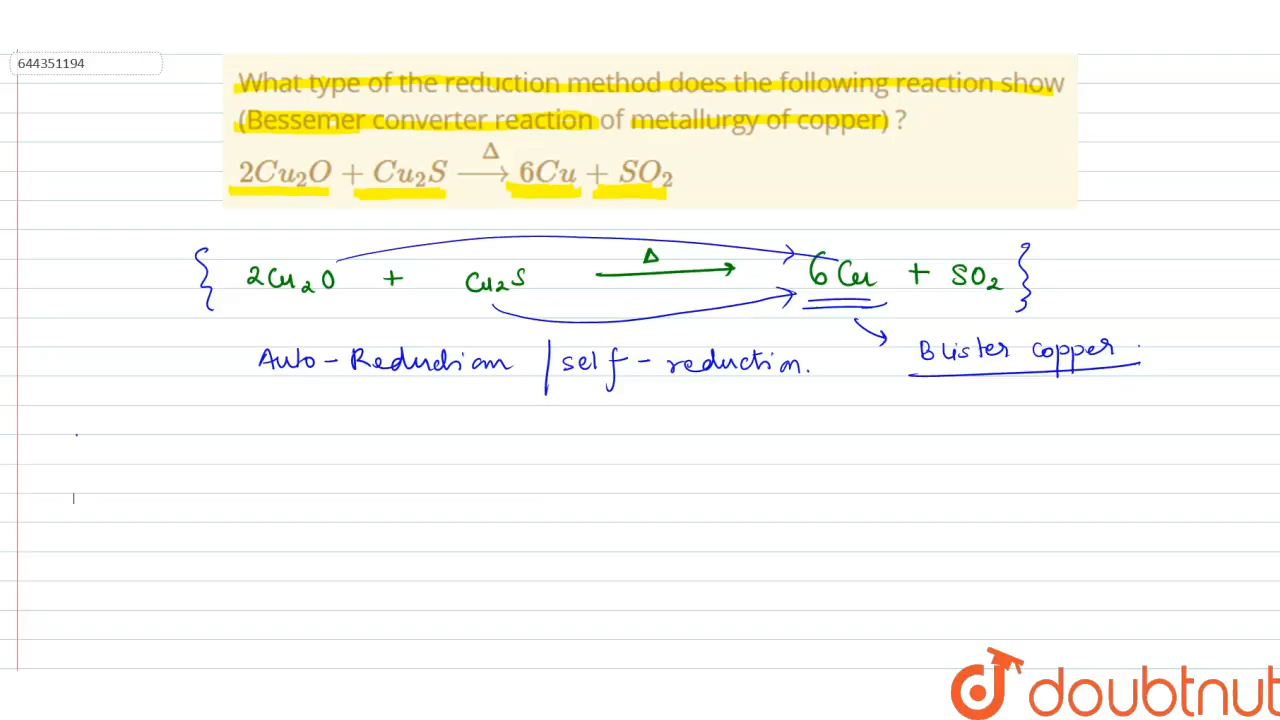 644351194
What type of the reduction method does the following reaction show
(Bessemer converter reaction of metallurgy of copper) ?
2Cu₂O + Cu₂S —Δ→ 6Cu + SO₂
{ 2Cu₂O + Cu₂S —Δ→ 6Cu + SO₂ }
Auto-Reduction | self-reduction.
Blister copper.
doubtnut